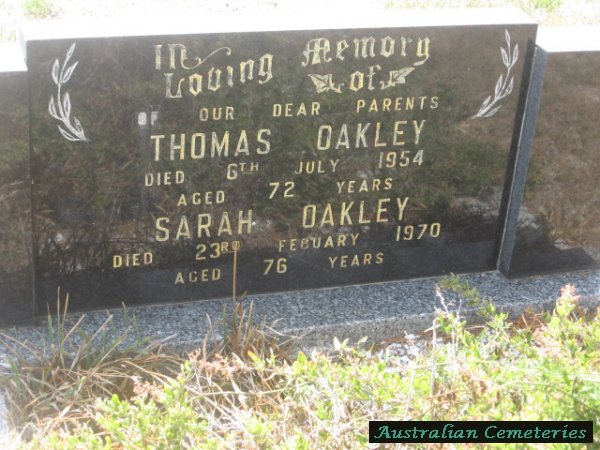 In Loving Memory
of
OF OUR DEAR PARENTS
THOMAS OAKLEY
DIED 6TH JULY 1954
AGED 72 YEARS
SARAH OAKLEY
DIED 23RD FEBUARY 1970
AGED 76 YEARS
Australian Cemeteries